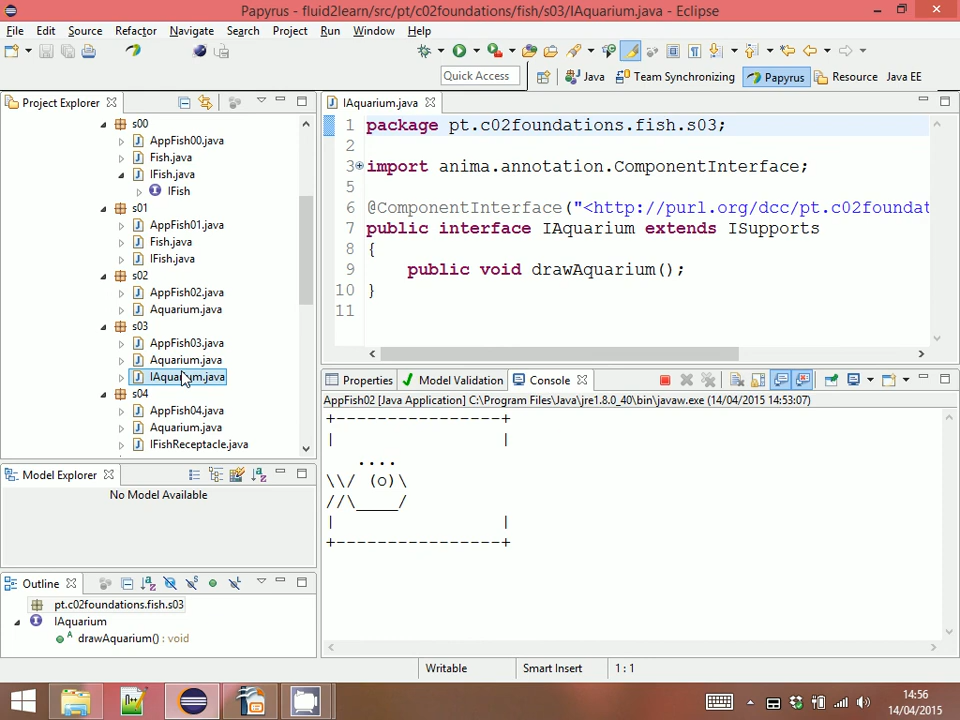 Papyrus - fluid2learn/src/pt/c02foundations/fish/s03/IAquarium.java - Eclipse
File Edit Source Refactor Navigate Search Project Run Window Help
Quick Access Java Team Synchronizing Papyrus Resource Java EE
Project Explorer
s00
AppFish00.java
Fish.java
IFish.java
IFish
s01
AppFish01.java
Fish.java
IFish.java
s02
AppFish02.java
Aquarium.java
s03
AppFish03.java
Aquarium.java
IAquarium.java
s04
AppFish04.java
Aquarium.java
IFishReceptacle.java
Model Explorer
No Model Available
Outline
pt.c02foundations.fish.s03
IAquarium
drawAquarium() : void
IAquarium.java
1 package pt.c02foundations.fish.s03;
2
3 import anima.annotation.ComponentInterface;
5
6 @ComponentInterface("<http://purl.org/dcc/pt.c02foundat
7 public interface IAquarium extends ISupports
8 {
9 public void drawAquarium();
10 }
11
Properties Model Validation Console
AppFish02 [Java Application] C:\Program Files\Java\jre1.8.0_40\bin\javaw.exe (14/04/2015 14:53:07)
+----------------+
|                |
   ....
\\/ (o)\
//\____/
|                |
+----------------+
Writable Smart Insert 1 : 1
14:56
14/04/2015